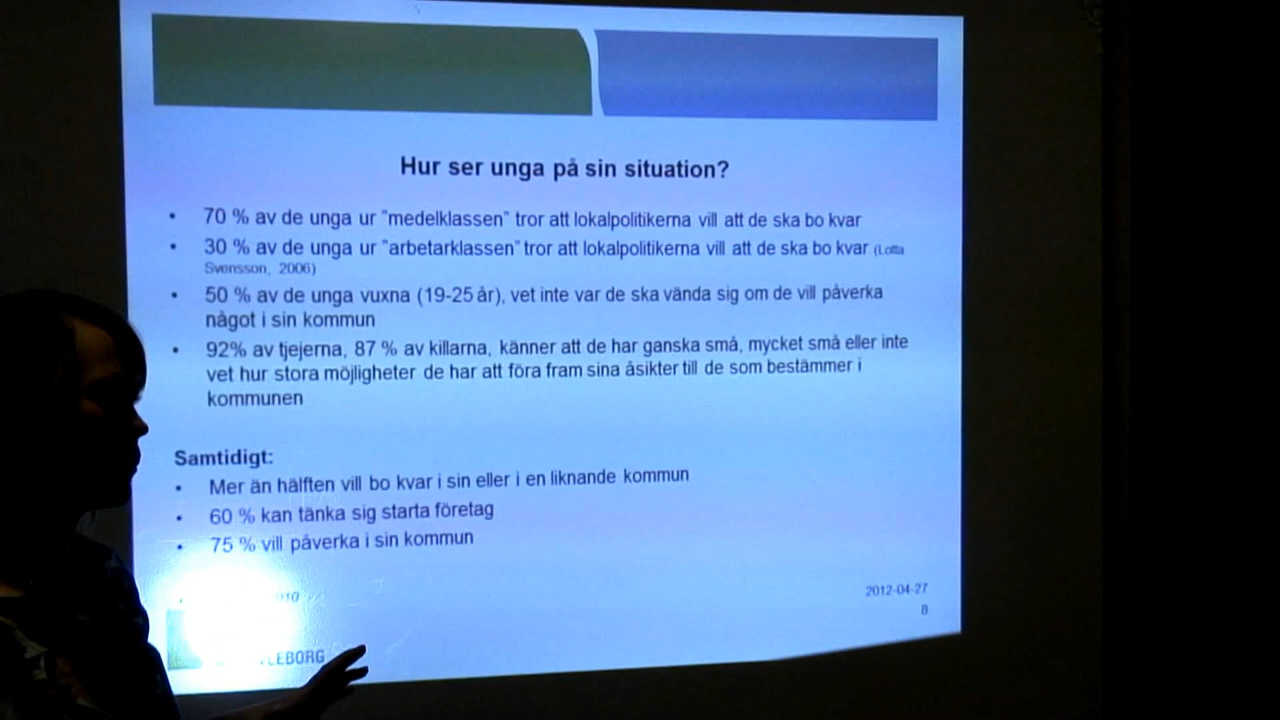 Hur ser unga på sin situation?
• 70 % av de unga ur "medelklassen" tror att lokalpolitikerna vill att de ska bo kvar
• 30 % av de unga ur "arbetarklassen" tror att lokalpolitikerna vill att de ska bo kvar (Lotta
Svensson, 2006)
• 50 % av de unga vuxna (19-25 år), vet inte var de ska vända sig om de vill påverka
något i sin kommun
• 92% av tjejerna, 87 % av killarna, känner att de har ganska små, mycket små eller inte
vet hur stora möjligheter de har att föra fram sina åsikter till de som bestämmer i
kommunen
Samtidigt:
• Mer än hälften vill bo kvar i sin eller i en liknande kommun
• 60 % kan tänka sig starta företag
• 75 % vill påverka i sin kommun
2012-04-27
8
LEBORG